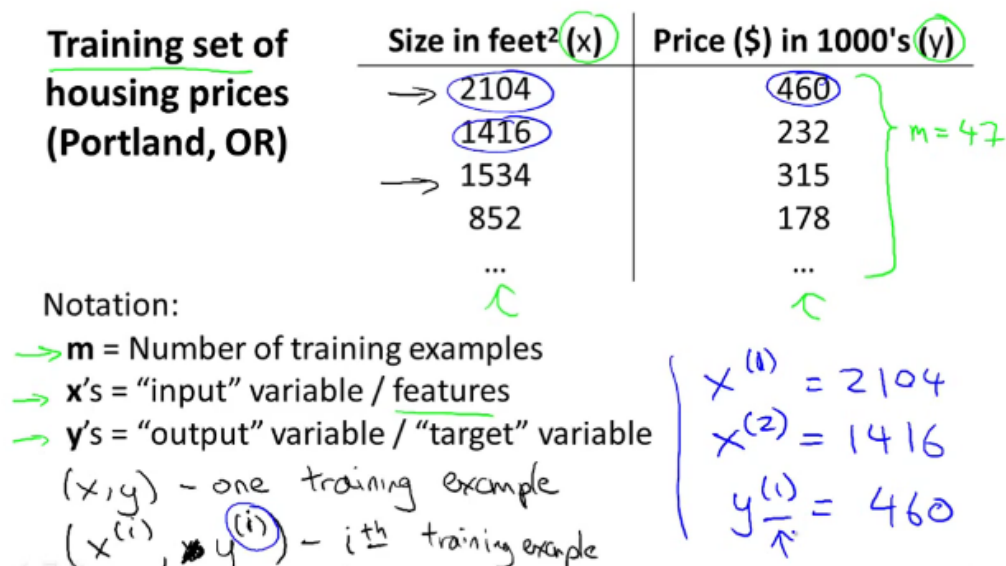 Training set of
housing prices
(Portland, OR)
Size in feet² (x) Price ($) in 1000's (y)
2104 460
1416 232
1534 315
852 178
... ...
m = 47
Notation:
m = Number of training examples
x's = “input” variable / features
y's = “output” variable / “target” variable
(x,y) - one training example
(x^(i), y^(i)) - i^th training example
x^(1) = 2104
x^(2) = 1416
y^(1) = 460